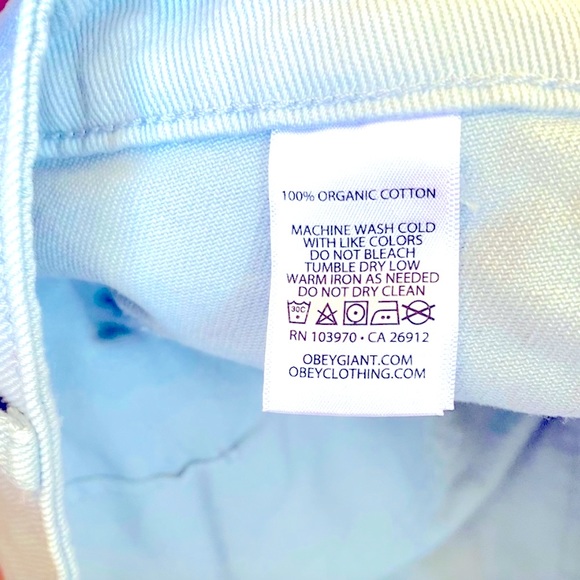 100% ORGANIC COTTON
MACHINE WASH COLD
WITH LIKE COLORS
DO NOT BLEACH
TUMBLE DRY LOW
WARM IRON AS NEEDED
DO NOT DRY CLEAN
30C
RN 103970 • CA 26912
OBEYGIANT.COM
OBEYCLOTHING.COM